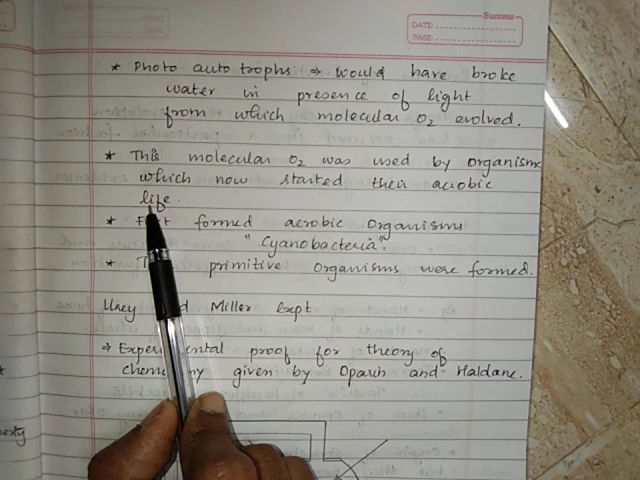 Success
DATE
PAGE
* Photo auto trophs ⇒ would have broke
water in presence of light
from which molecular O2 evolved.
* This molecular O2 was used by organisms
which now started their aerobic
life.
* formed aerobic Organisms
"Cyanobacteria".
* primitive Organisms were formed.
Urey Miller Expt
⇒ proof for theory of
given by Oparin and Haldane.